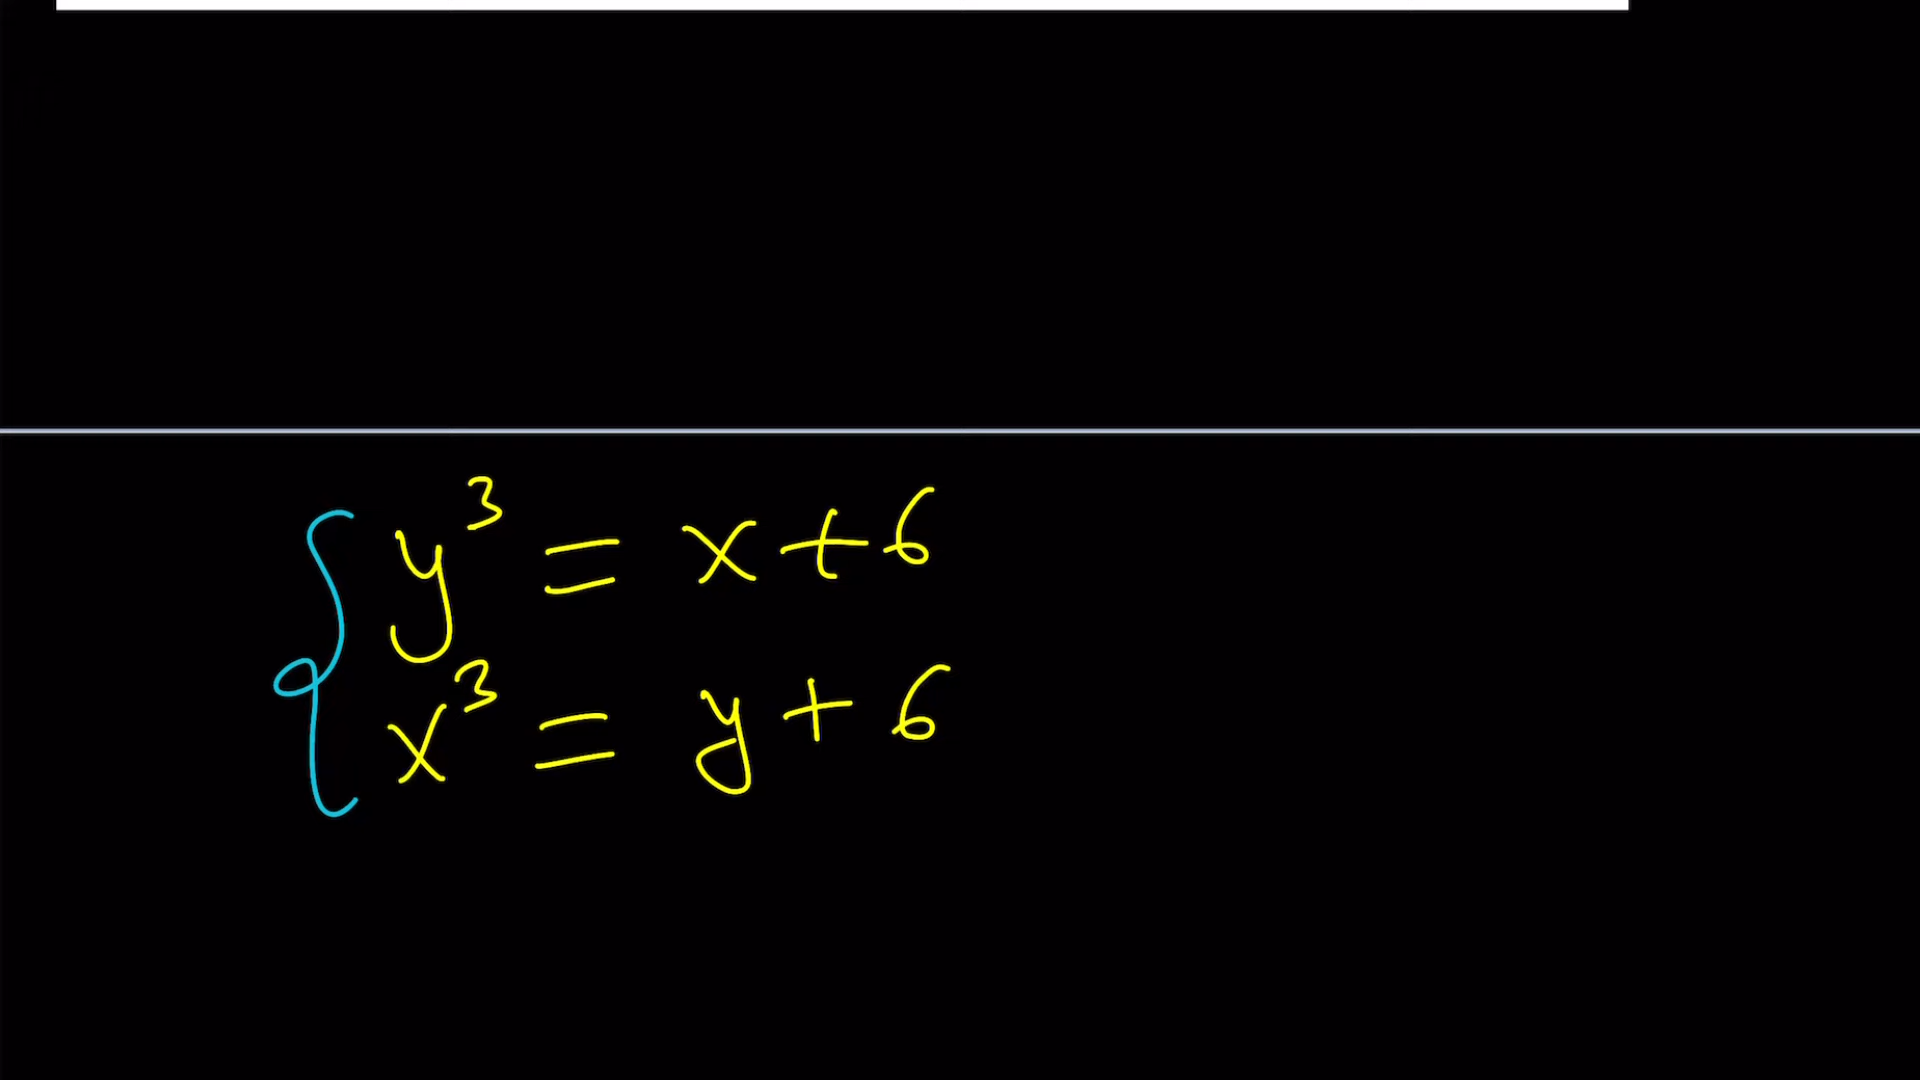 y³ = x+6
x³ = y+6